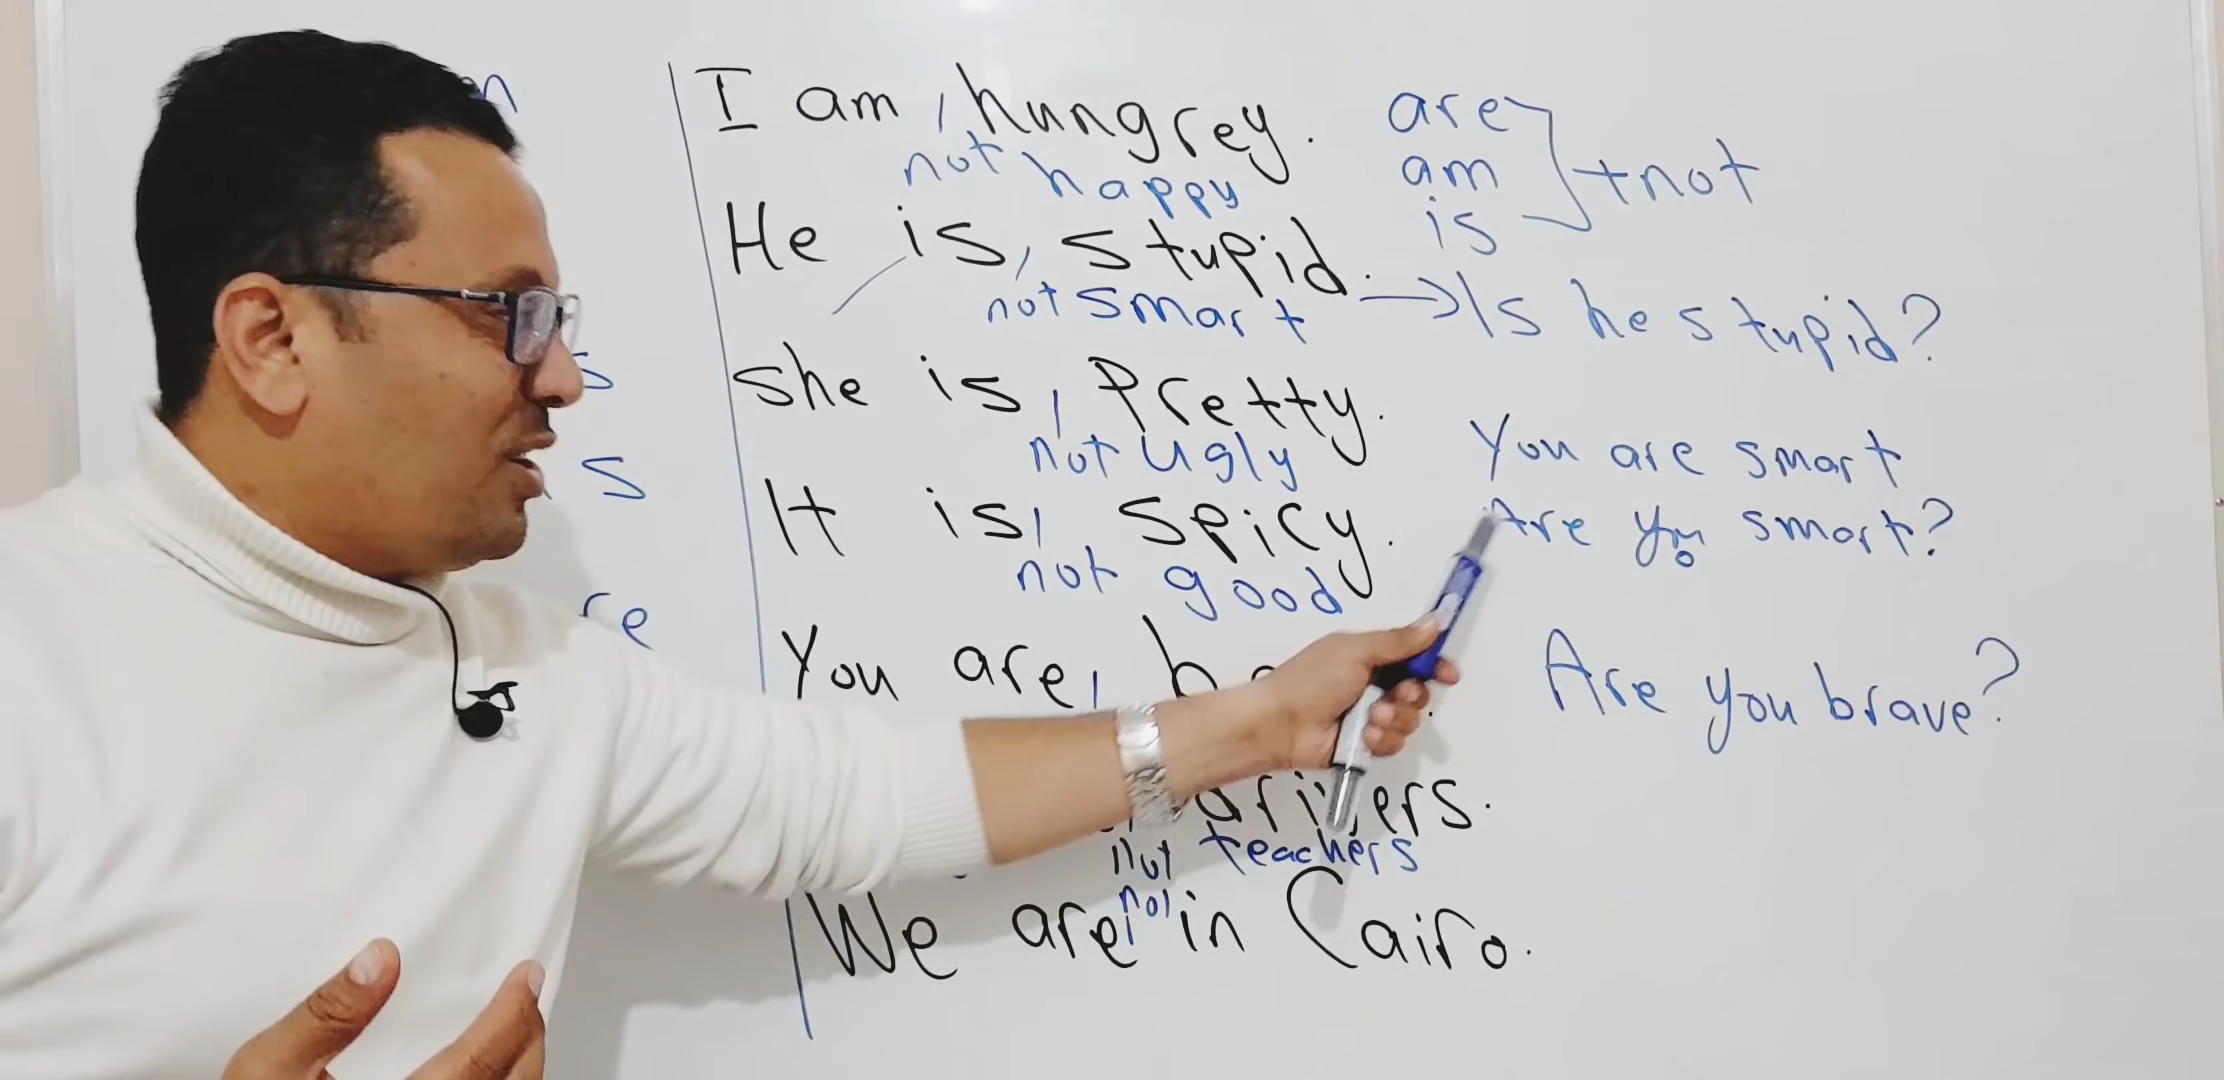 I am / hungrey.
not happy
He is / stupid.
not smart
She is / Pretty.
not Ugly
It is / Spicy.
not good
You are /
drivers.
not teachers
We are / not in Cairo.
are
am
is
+not
→ Is he stupid?
You are smart
Are you smart?
Are you brave?